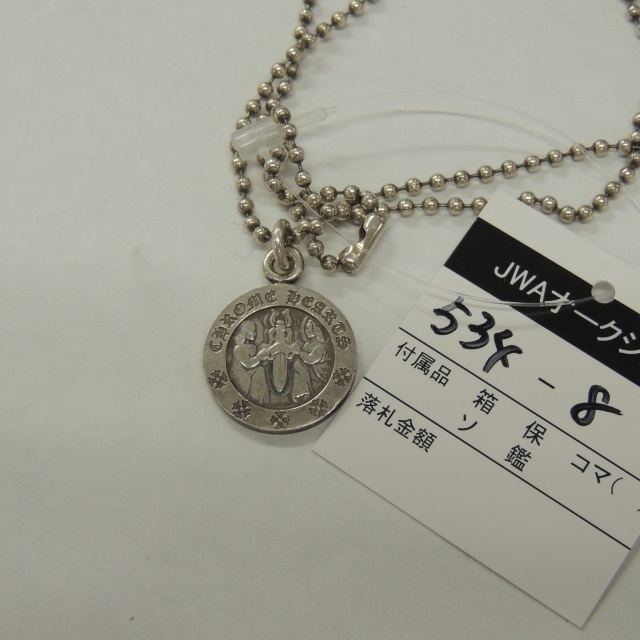 CHROME HEARTS
JWAオークシ
534-8
付属品 箱 保 コマ(
ソ 鑑
落札金額